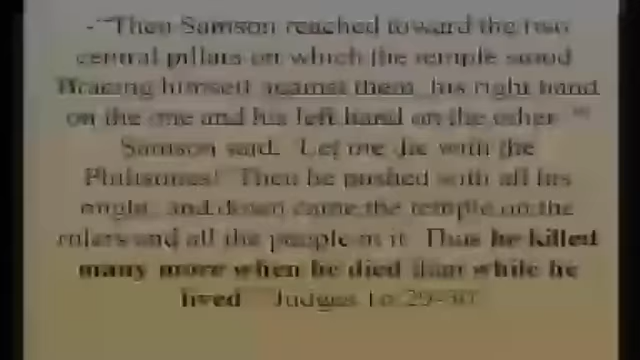 -"Then Samson reached toward the two
central pillars on which the temple stood
Bracing himself against them, his right hand
on the one and his left hand on the other
Samson said, "Let me die with the
Philistines!" Then he pushed with all his
might, and down came the temple on the
rulers and all the people in it. Thus he killed
many more when he died than while he
lived" Judges 16:29-30